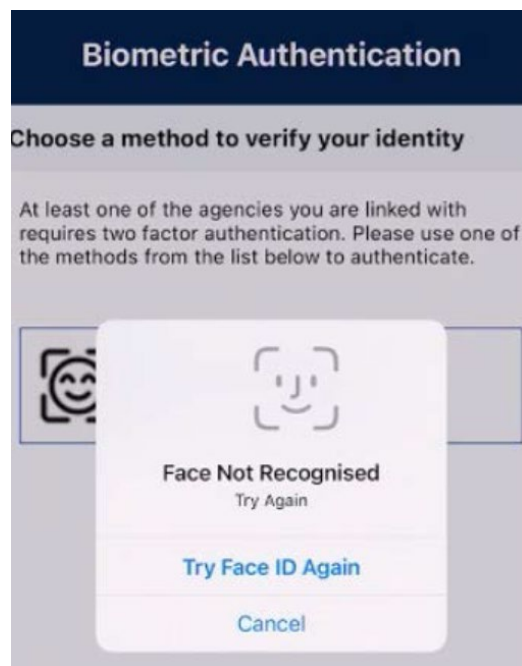 Biometric Authentication
Choose a method to verify your identity
At least one of the agencies you are linked with
requires two factor authentication. Please use one of
the methods from the list below to authenticate.
Face Not Recognised
Try Again
Try Face ID Again
Cancel